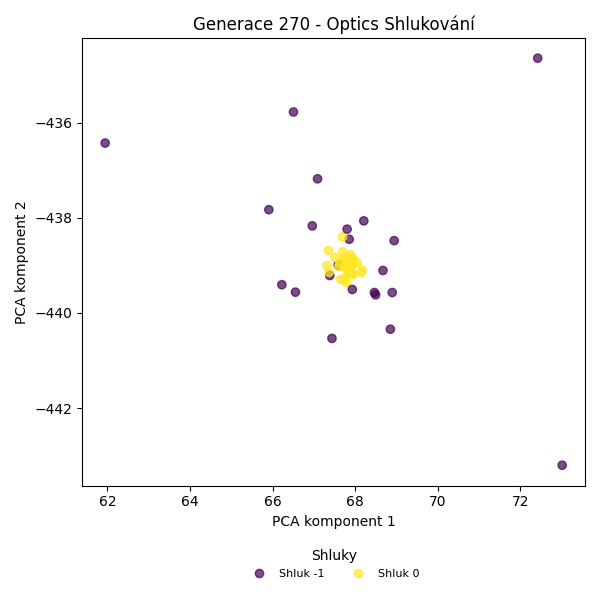 Generace 270 - Optics Shlukování
PCA komponent 2
−436
−438
−440
−442
62 64 66 68 70 72
PCA komponent 1
Shluky
Shluk -1 Shluk 0